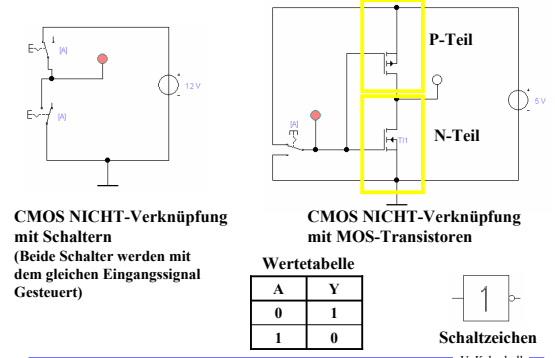 [A]
[A]
12 V
P-Teil
N-Teil
[A]
TH1
5 V
CMOS NICHT-Verknüpfung
mit Schaltern
(Beide Schalter werden mit
dem gleichen Eingangssignal
Gesteuert)
CMOS NICHT-Verknüpfung
mit MOS-Transistoren
Wertetabelle
A Y
0 1
1 0
1
Schaltzeichen